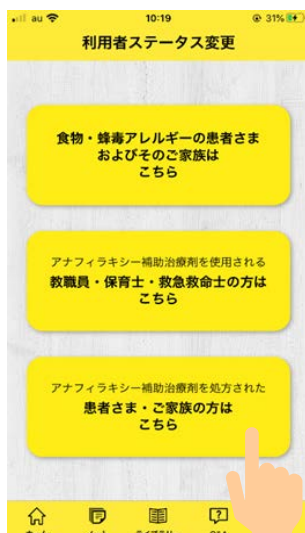 au 10:19 31%
利用者ステータス変更
食物・蜂毒アレルギーの患者さま
およびそのご家族は
こちら
アナフィラキシー補助治療剤を使用される
教職員・保育士・救急救命士の方は
こちら
アナフィラキシー補助治療剤を処方された
患者さま・ご家族の方は
こちら